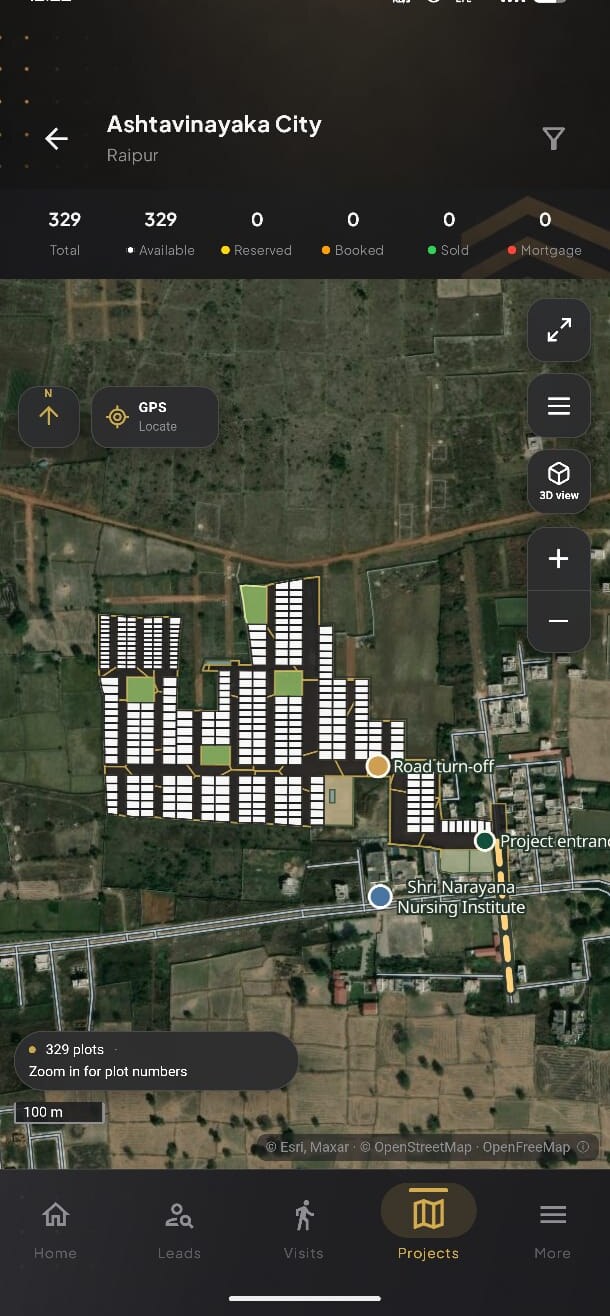 Ashtavinayaka City
Raipur
329
Total
329
Available
0
Reserved
0
Booked
0
Sold
0
Mortgage
N
GPS
Locate
3D view
Road turn-off
Project entranc
Shri Narayana
Nursing Institute
329 plots ·
Zoom in for plot numbers
100 m
© Esri, Maxar · © OpenStreetMap · OpenFreeMap
Home
Leads
Visits
Projects
More